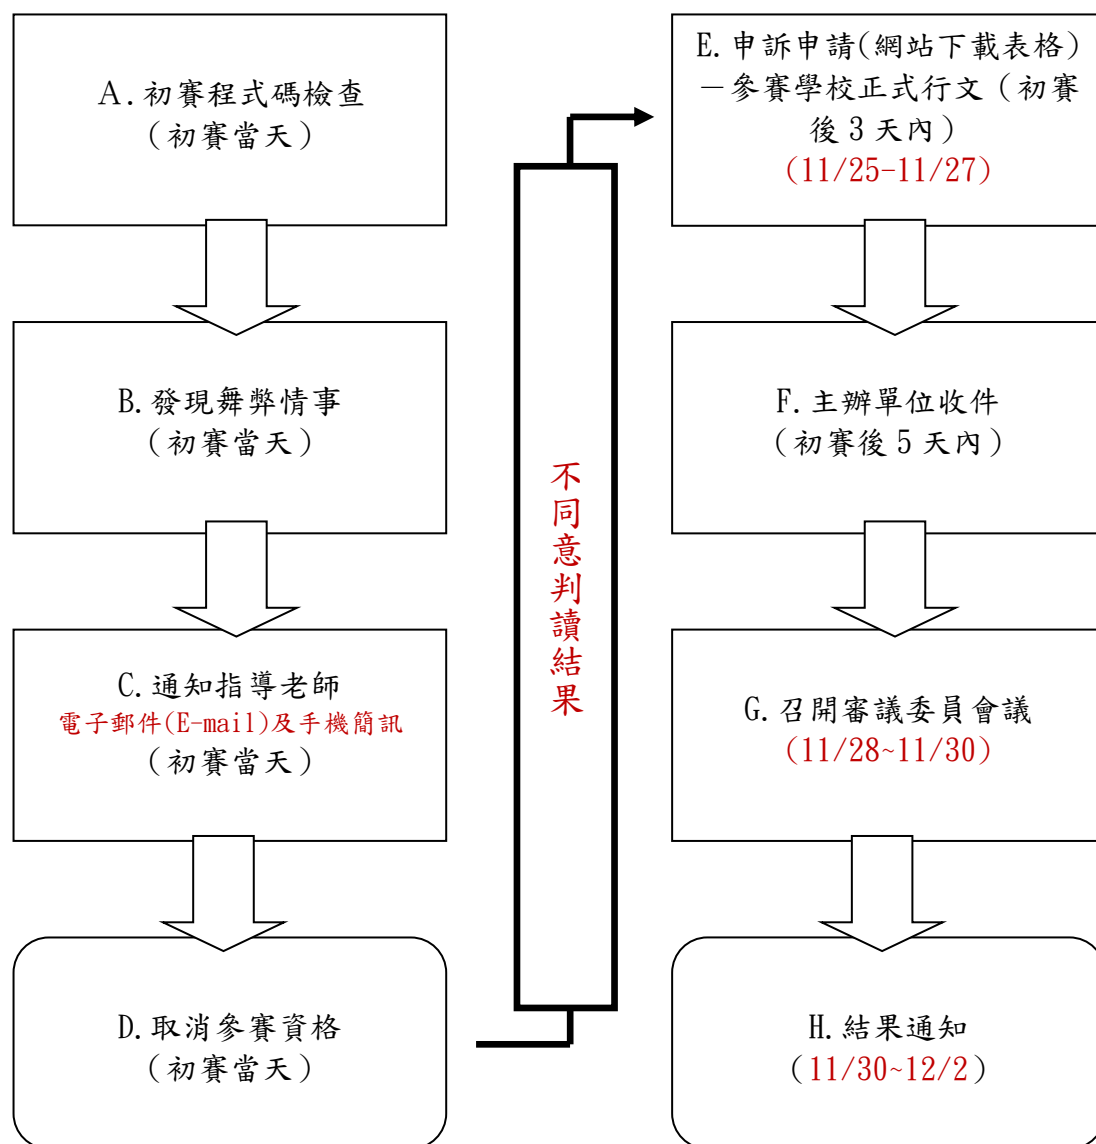 A.初賽程式碼檢查
(初賽當天)
B.發現舞弊情事
(初賽當天)
C.通知指導老師
電子郵件(E-mail)及手機簡訊
(初賽當天)
D.取消參賽資格
(初賽當天)
不同意判讀結果
E.申訴申請(網站下載表格)
－參賽學校正式行文(初賽
後3天內)
(11/25-11/27)
F.主辦單位收件
(初賽後5天內)
G.召開審議委員會議
(11/28~11/30)
H.結果通知
(11/30~12/2)